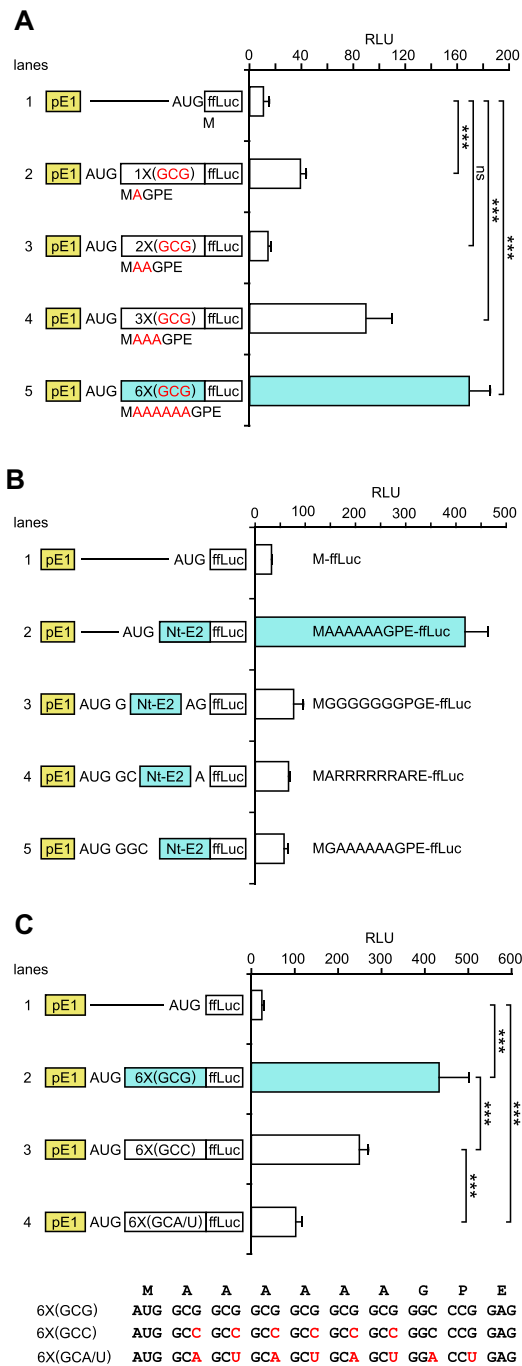 A
RLU
lanes
0 40 80 120 160 200
1 pE1 AUG ffLuc
M
2 pE1 AUG 1X(GCG) ffLuc
MAGPE
3 pE1 AUG 2X(GCG) ffLuc
MAAGPE
4 pE1 AUG 3X(GCG) ffLuc
MAAAGPE
5 pE1 AUG 6X(GCG) ffLuc
MAAAAAAGPE
***
ns
***
***
B
RLU
lanes
0 100 200 300 400 500
1 pE1 AUG ffLuc M-ffLuc
2 pE1 AUG Nt-E2 ffLuc MAAAAAAGPE-ffLuc
3 pE1 AUG G Nt-E2 AG ffLuc MGGGGGGGPGE-ffLuc
4 pE1 AUG GC Nt-E2 A ffLuc MARRRRRRARE-ffLuc
5 pE1 AUG GGC Nt-E2 ffLuc MGAAAAAAGPE-ffLuc
C
RLU
lanes
0 100 200 300 400 500 600
1 pE1 AUG ffLuc
2 pE1 AUG 6X(GCG) ffLuc
3 pE1 AUG 6X(GCC) ffLuc
4 pE1 AUG 6X(GCA/U) ffLuc
***
***
***
***
M A A A A A A G P E
6X(GCG) AUG GCG GCG GCG GCG GCG GCG GGC CCG GAG
6X(GCC) AUG GCC GCC GCC GCC GCC GCC GGC CCG GAG
6X(GCA/U) AUG GCA GCU GCA GCU GCA GCU GGA CCU GAG